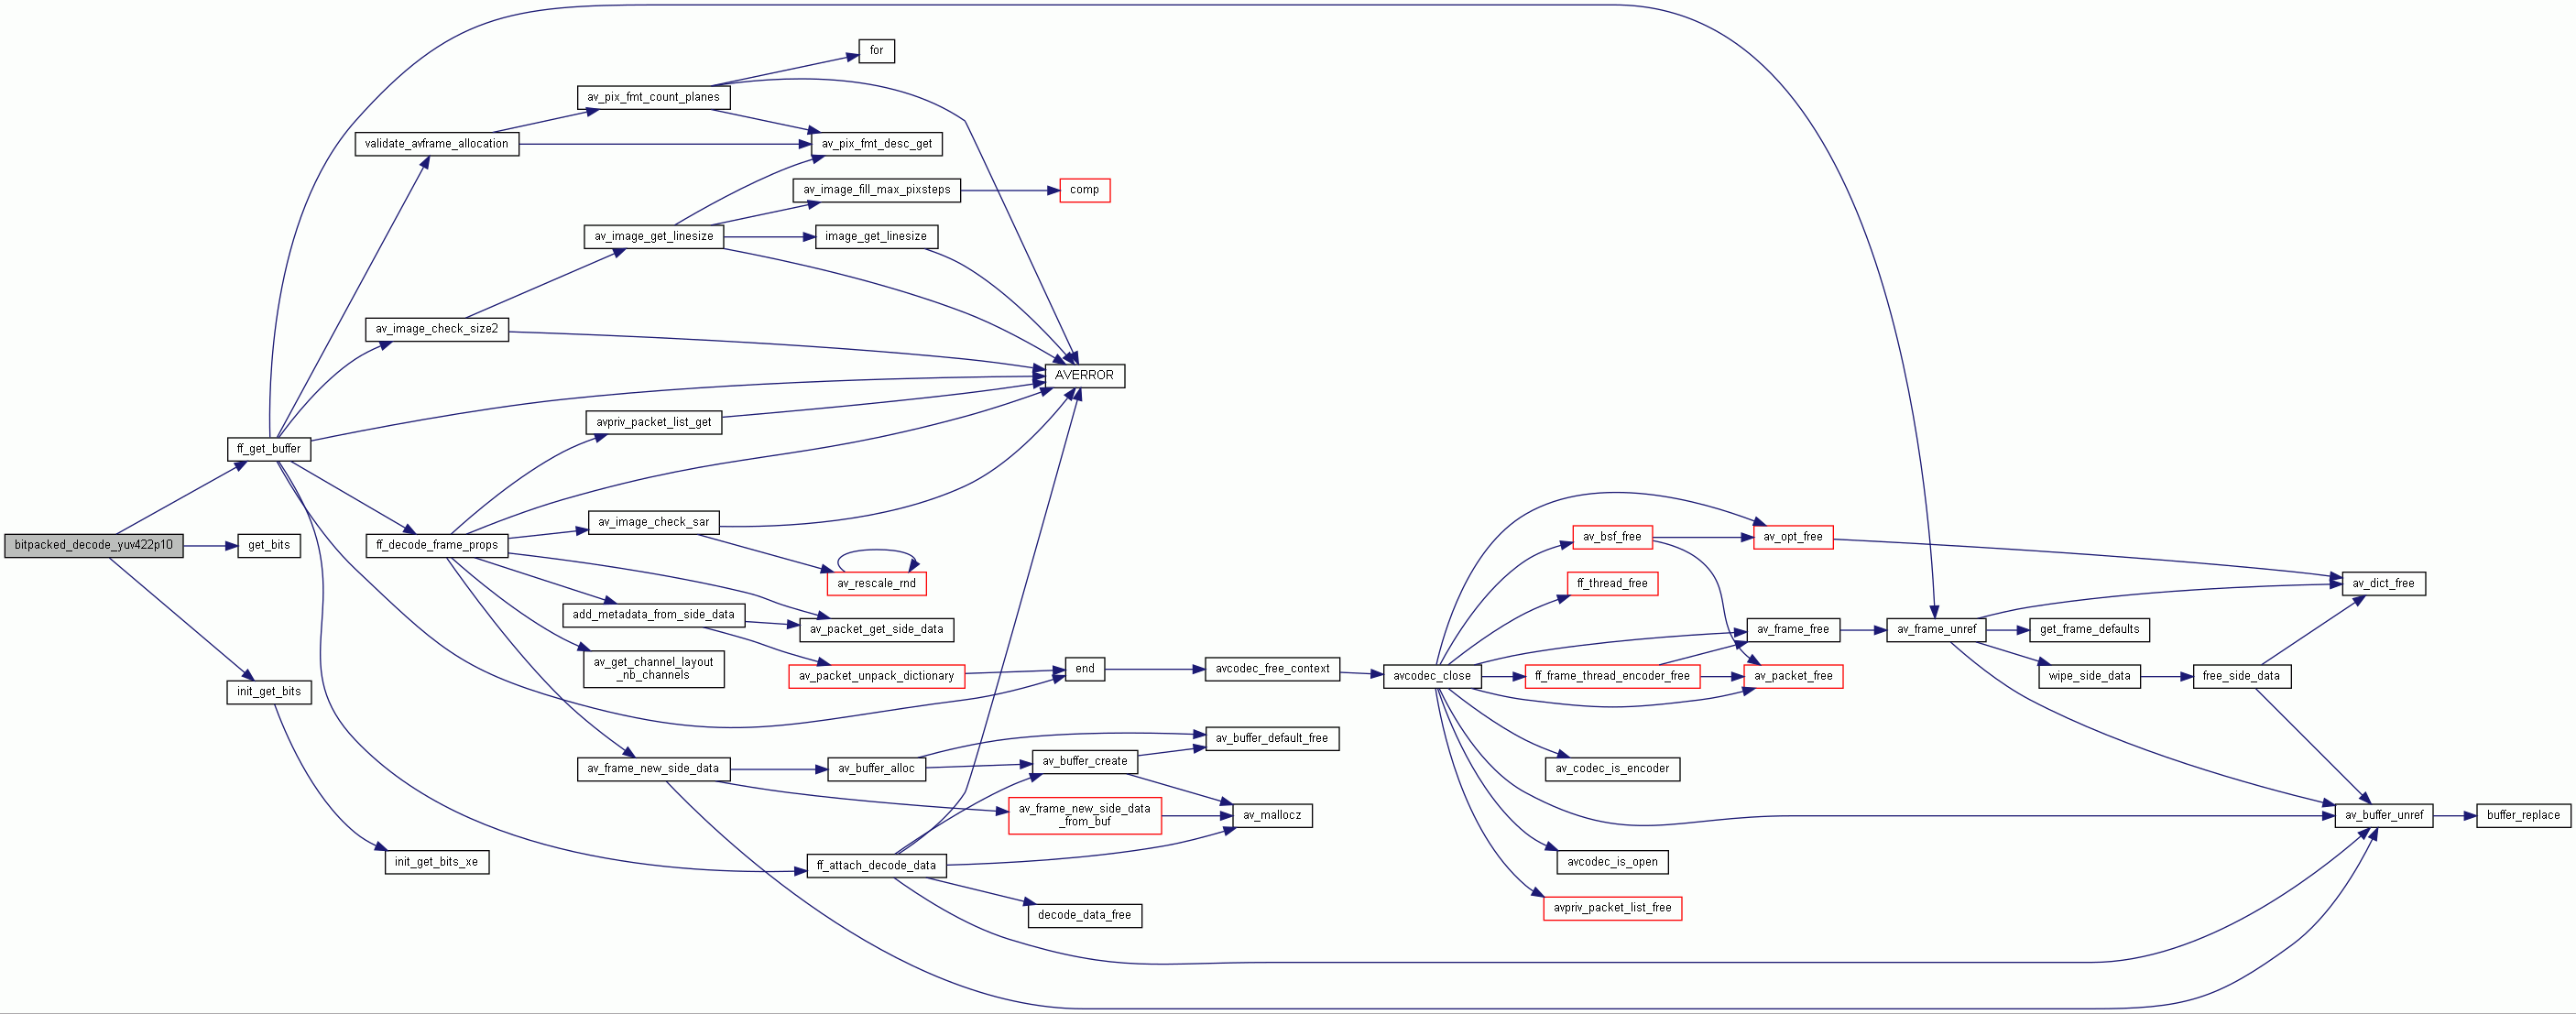 for
av_pix_fmt_count_planes
validate_avframe_allocation
av_pix_fmt_desc_get
av_image_fill_max_pixsteps
comp
av_image_get_linesize
image_get_linesize
av_image_check_size2
AVERROR
avpriv_packet_list_get
ff_get_buffer
av_image_check_sar
bitpacked_decode_yuv422p10
get_bits
ff_decode_frame_props
av_rescale_rnd
add_metadata_from_side_data
av_packet_get_side_data
av_get_channel_layout
_nb_channels
av_packet_unpack_dictionary
end
avcodec_free_context
avcodec_close
init_get_bits
av_frame_new_side_data
av_buffer_alloc
av_buffer_create
av_buffer_default_free
av_frame_new_side_data
_from_buf
av_mallocz
init_get_bits_xe
ff_attach_decode_data
decode_data_free
av_bsf_free
av_opt_free
ff_thread_free
av_frame_free
ff_frame_thread_encoder_free
av_packet_free
av_codec_is_encoder
avcodec_is_open
avpriv_packet_list_free
av_frame_unref
get_frame_defaults
wipe_side_data
free_side_data
av_dict_free
av_buffer_unref
buffer_replace